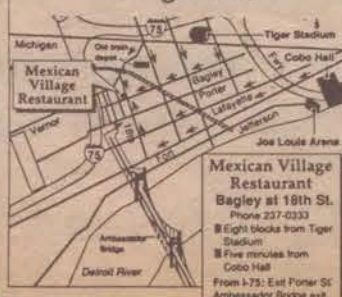 75
Michigan
Old train
depot
Tiger Stadium
Cobo Hall
Mexican
Village
Restaurant
Bagley
Porter
Lafayette
Jefferson
Vernor
18th
Fort
75
Joe Louis Arena
Ambassador
Bridge
Detroit River
Mexican Village
Restaurant
Bagley at 18th St.
Phone 237-0333
Eight blocks from Tiger
Stadium
Five minutes from
Cobo Hall
From I-75: Exit Porter St.
Ambassador Bridge exit